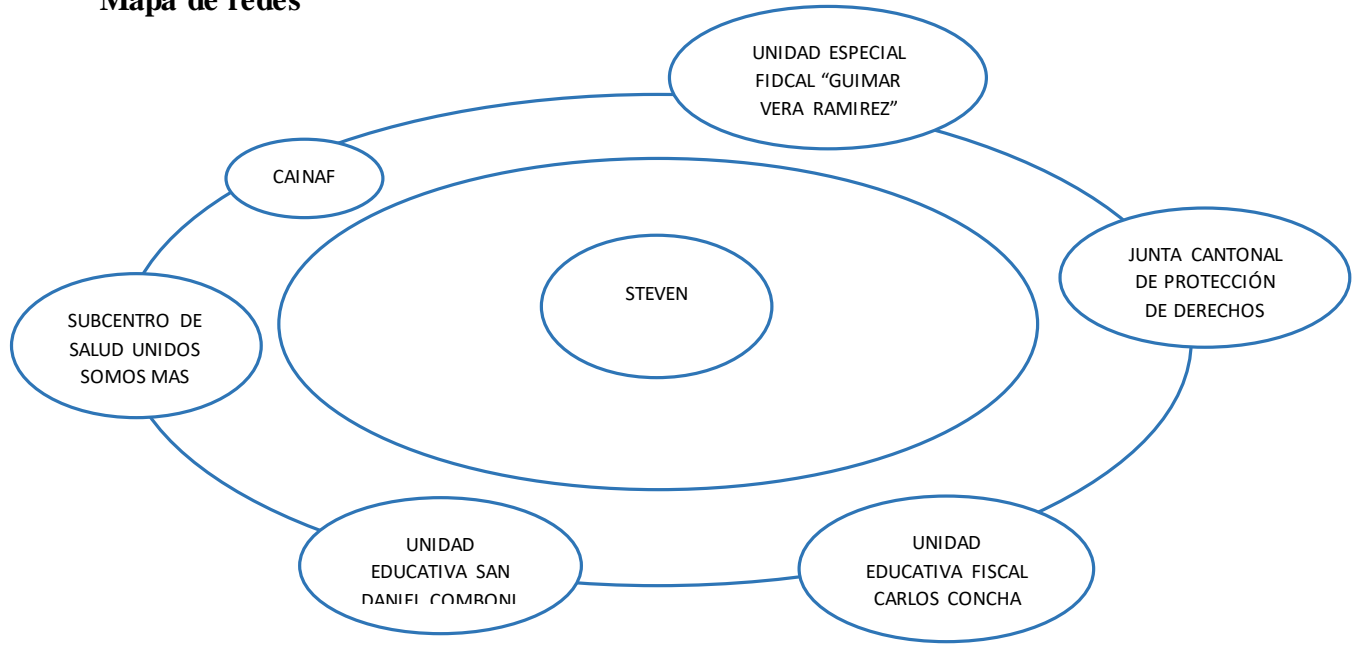 Mapa de redes
UNIDAD ESPECIAL
FIDCAL “GUIMAR
VERA RAMIREZ”
CAINAF
JUNTA CANTONAL
DE PROTECCIÓN
DE DERECHOS
STEVEN
SUBCENTRO DE
SALUD UNIDOS
SOMOS MAS
UNIDAD
EDUCATIVA SAN
DANIEL COMBONI
UNIDAD
EDUCATIVA FISCAL
CARLOS CONCHA